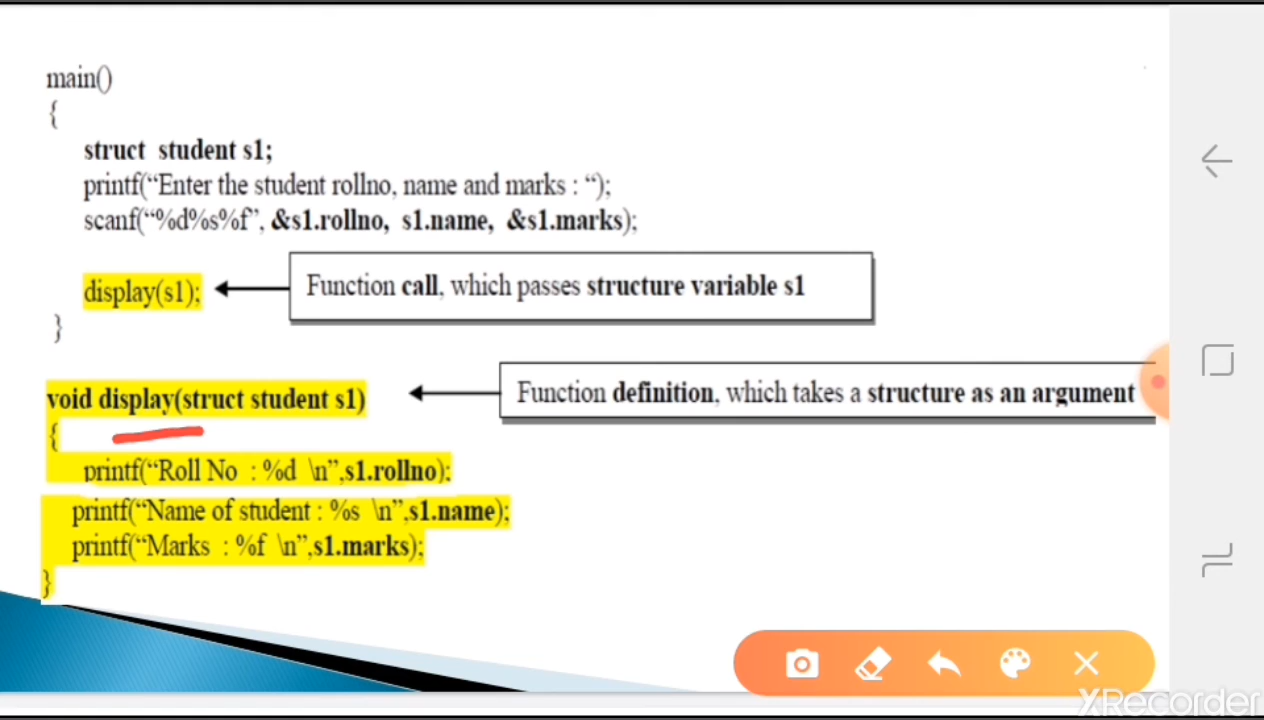 main()
{
struct student s1;
printf(“Enter the student rollno, name and marks : “);
scanf(“%d%s%f”, &s1.rollno, s1.name, &s1.marks);
display(s1);
Function call, which passes structure variable s1
}
void display(struct student s1)
Function definition, which takes a structure as an argument
{
printf(“Roll No : %d \n”,s1.rollno);
printf(“Name of student : %s \n”,s1.name);
printf(“Marks : %f \n”,s1.marks);
}
XRecorder